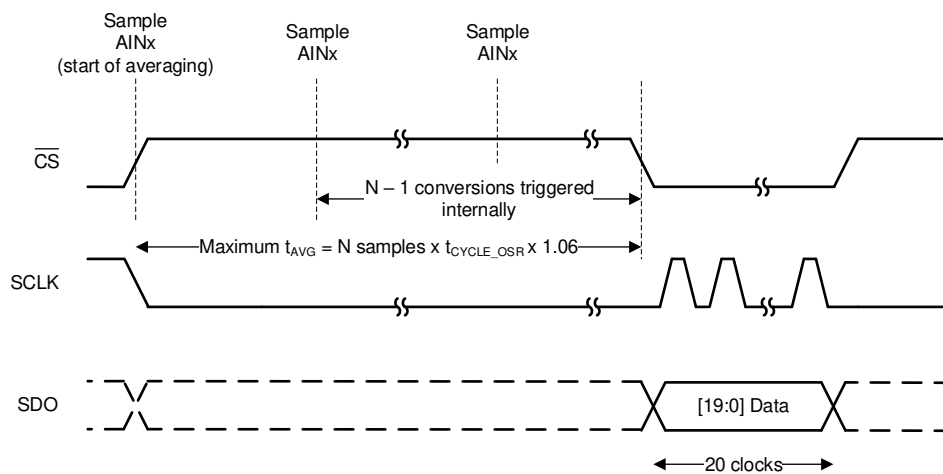 Sample
AINx
(start of averaging)
Sample
AINx
Sample
AINx
CS
N – 1 conversions triggered
internally
Maximum tAVG = N samples x tCYCLE_OSR x 1.06
SCLK
SDO
[19:0] Data
20 clocks